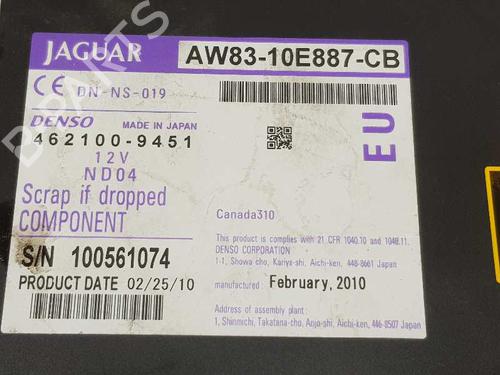 JAGUAR
AW83-10E887-CB
CE DN-NS-019
DENSO MADE IN JAPAN
462100-9451
12V
ND04
EU
Scrap if dropped
COMPONENT
Canada310
S/N 100561074
This product is complies with 21 CFR 1040.10 and 1040.11.
DENSO CORPORATION
1-1, Showa cho, Kariya-shi, Aichi-ken, 448-8661 Japan
PRODUCT DATE 02/25/10
manufactured : February, 2010
Address of assembly plant :
1, Shinmichi, Takatana-cho, Anjo-shi, Aichi-ken, 446-8507 Japan
B PARTS